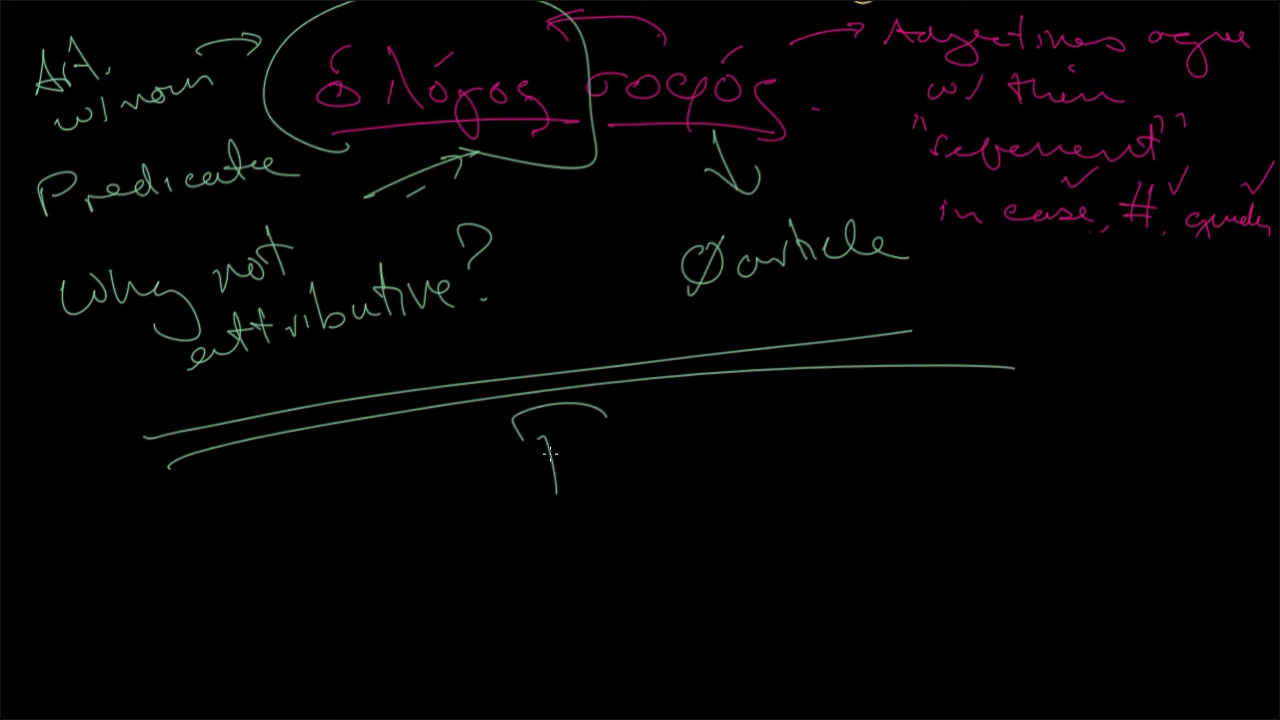 ὁ λόγος σοφός.
Art.
w/ noun
Predicate
Why not
attributive?
∅ article
Adjectives agree
w/ their
"referent"
in case, #, gender